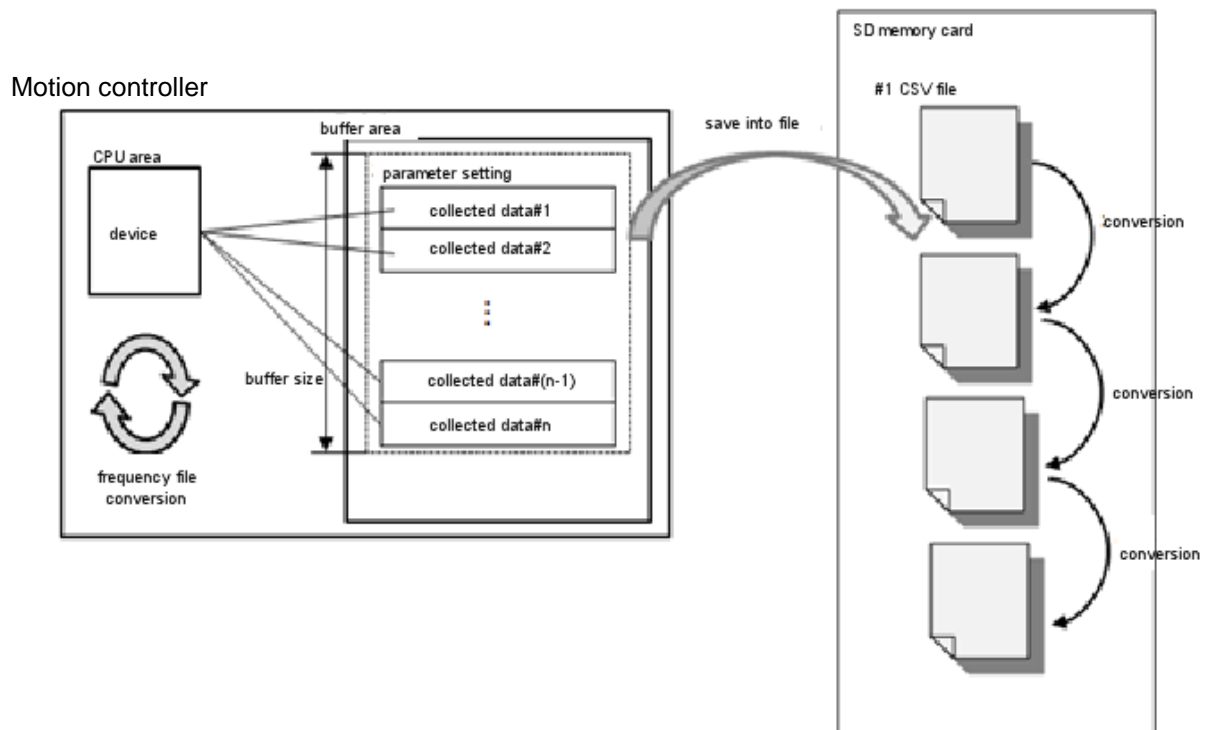 SD memory card
Motion controller
#1 CSV file
buffer area
save into file
CPU area
parameter setting
collected data#1
device
collected data#2
conversion
buffer size
collected data#(n-1)
collected data#n
conversion
frequency file
conversion
conversion